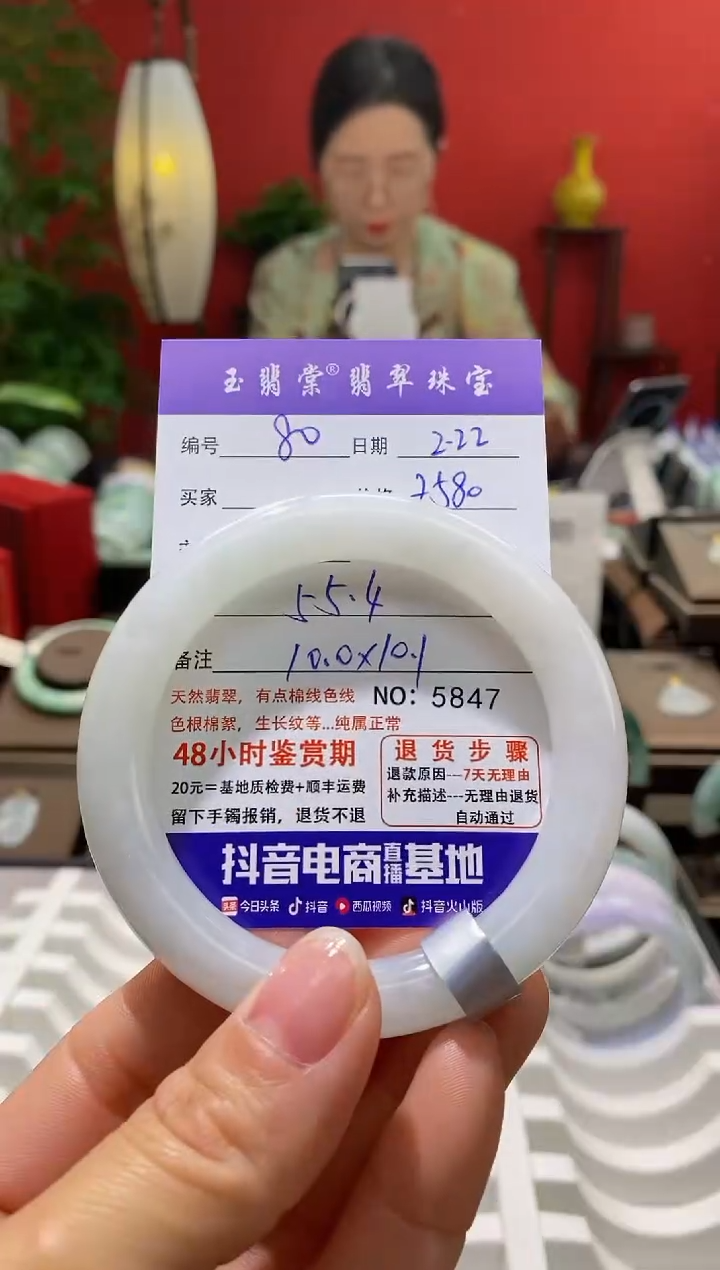 玉翡棠®翡翠珠宝
编号 80 日期 2-22
买家 7580
55.4
备注 10.0x10.1
天然翡翠，有点棉线色线 NO: 5847
色根棉絮，生长纹等...纯属正常
48小时鉴赏期
20元=基地质检费+顺丰运费
留下手镯报销，退货不退
退货步骤
退款原因---7天无理由
补充描述---无理由退货
自动通过
抖音电商直播基地
头条 今日头条 抖音 西瓜视频 抖音火山版